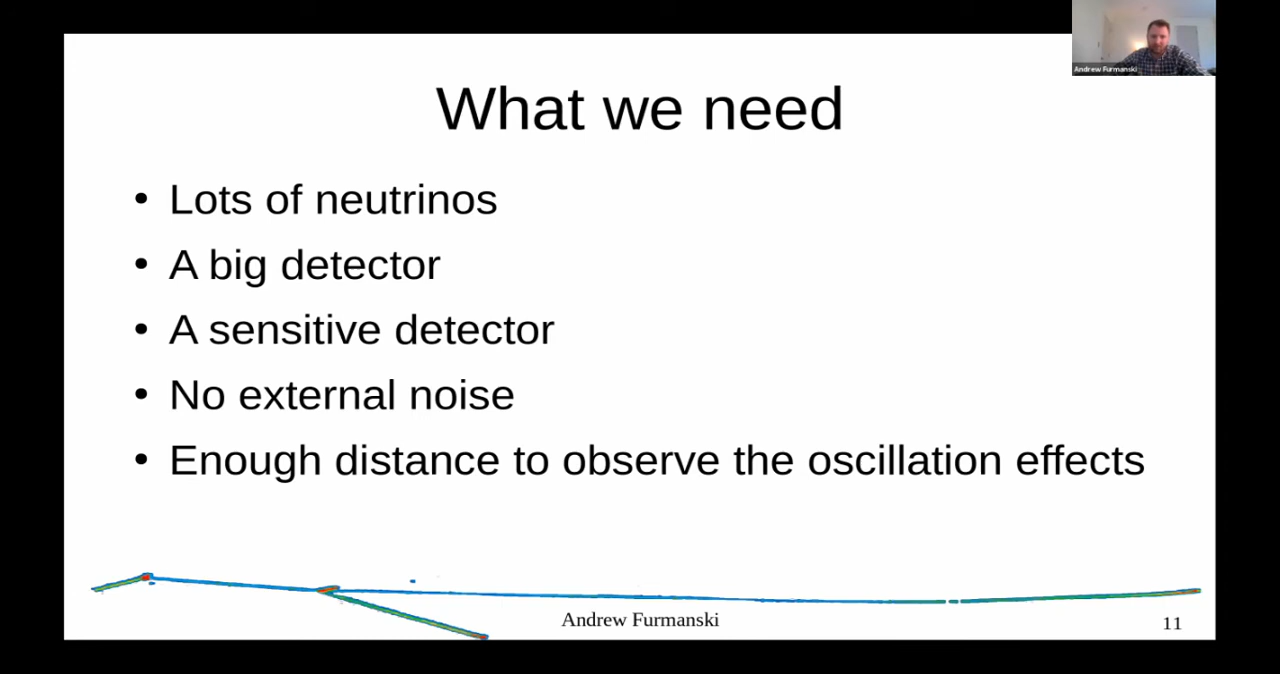 Andrew Furmanski
What we need
• Lots of neutrinos
• A big detector
• A sensitive detector
• No external noise
• Enough distance to observe the oscillation effects
Andrew Furmanski
11